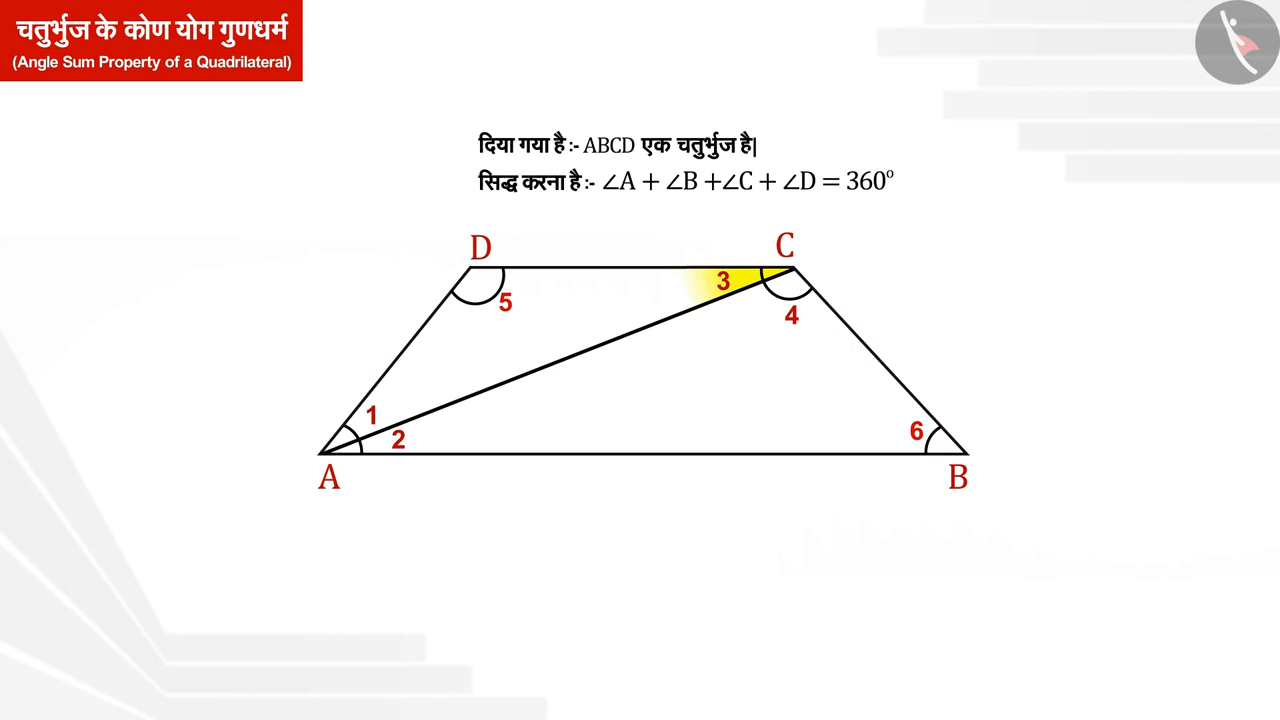 चतुर्भुज के कोण योग गुणधर्म
(Angle Sum Property of a Quadrilateral)
दिया गया है :- ABCD एक चतुर्भुज है|
सिद्ध करना है :- ∠A + ∠B +∠C + ∠D = 360°
D
C
3
5
4
1
2
6
A
B